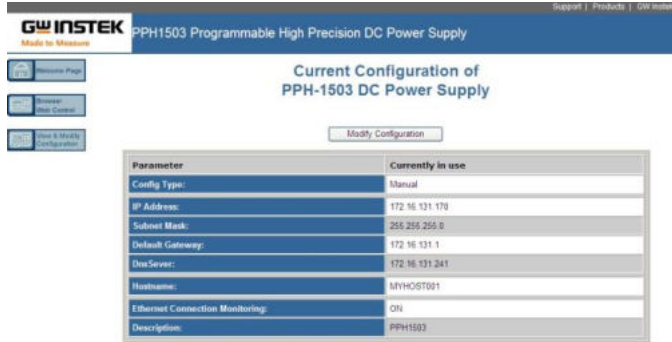 Support | Products | GW Instek
GW INSTEK
Made to Measure
PPH1503 Programmable High Precision DC Power Supply
Welcome Page
Browser
Web Control
View & Modify
Configuration
Current Configuration of
PPH-1503 DC Power Supply
Modify Configuration
Parameter Currently in use
Config Type: Manual
IP Address: 172.16.131.170
Subnet Mask: 255.255.255.0
Default Gateway: 172.16.131.1
DnsSever: 172.16.131.241
Hostname: MYHOST001
Ethernet Connection Monitoring: ON
Description: PPH1503